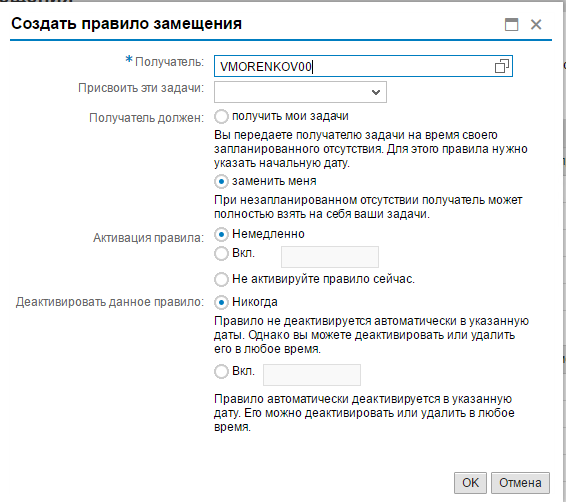 Создать правило замещения
* Получатель: VMORENKOV00
Присвоить эти задачи:
Получатель должен: получить мои задачи
Вы передаете получателю задачи на время своего
запланированного отсутствия. Для этого правила нужно
указать начальную дату.
заменить меня
При незапланированном отсутствии получатель может
полностью взять на себя ваши задачи.
Активация правила: Немедленно
Вкл.
Не активируйте правило сейчас.
Деактивировать данное правило: Никогда
Правило не деактивируется автоматически в указанную
даты. Однако вы можете деактивировать или удалить
его в любое время.
Вкл.
Правило автоматически деактивируется в указанную
дату. Его можно деактивировать или удалить в любое
время.
OK Отмена